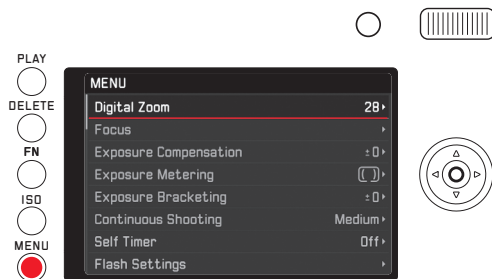 PLAY
DELETE
FN
ISO
MENU
MENU
Digital Zoom 28
Focus
Exposure Compensation ±0
Exposure Metering
Exposure Bracketing ±0
Continuous Shooting Medium
Self Timer Off
Flash Settings